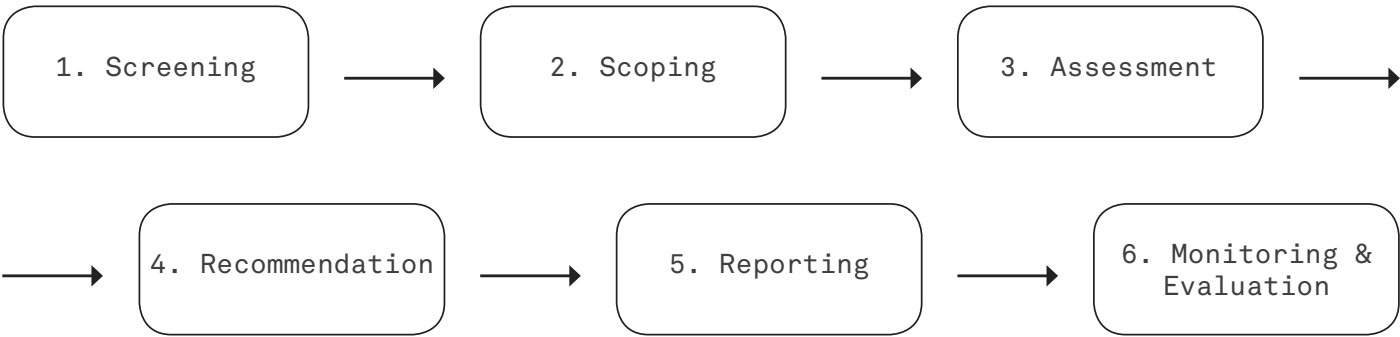 1. Screening
2. Scoping
3. Assessment
4. Recommendation
5. Reporting
6. Monitoring &
Evaluation